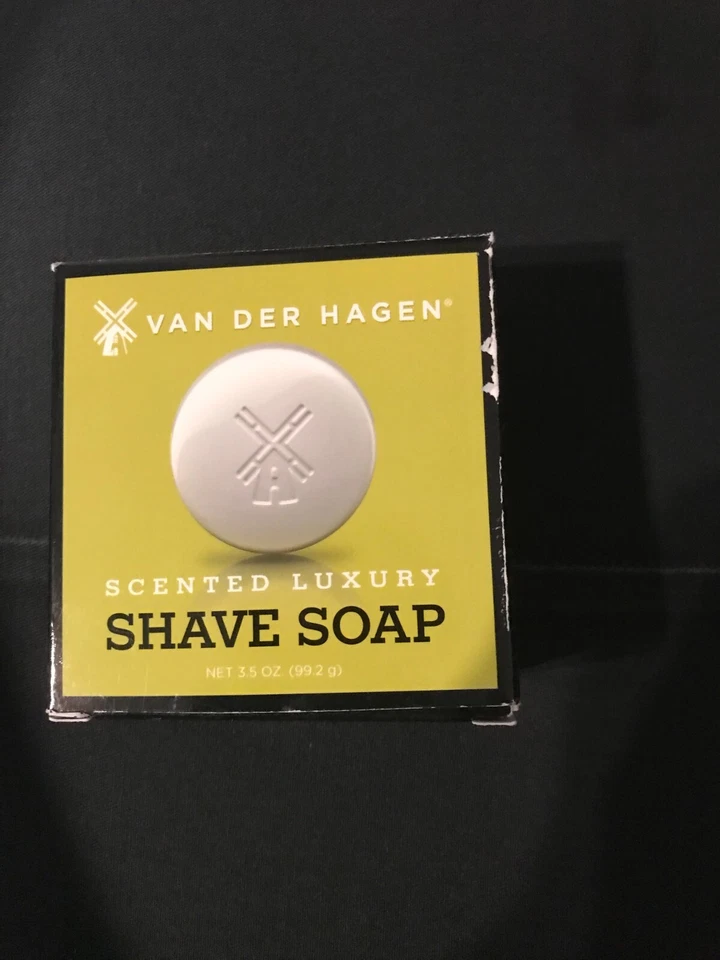 VAN DER HAGEN®
SCENTED LUXURY
SHAVE SOAP
NET 3.5 OZ (99.2 g)